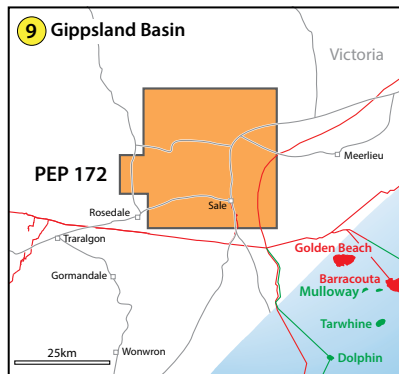 9 Gippsland Basin
Victoria
Meerlieu
PEP 172
Sale
Rosedale
Traralgon
Golden Beach
Gormandale
Barracouta
Mulloway
Tarwhine
Wonwron
Dolphin
25km